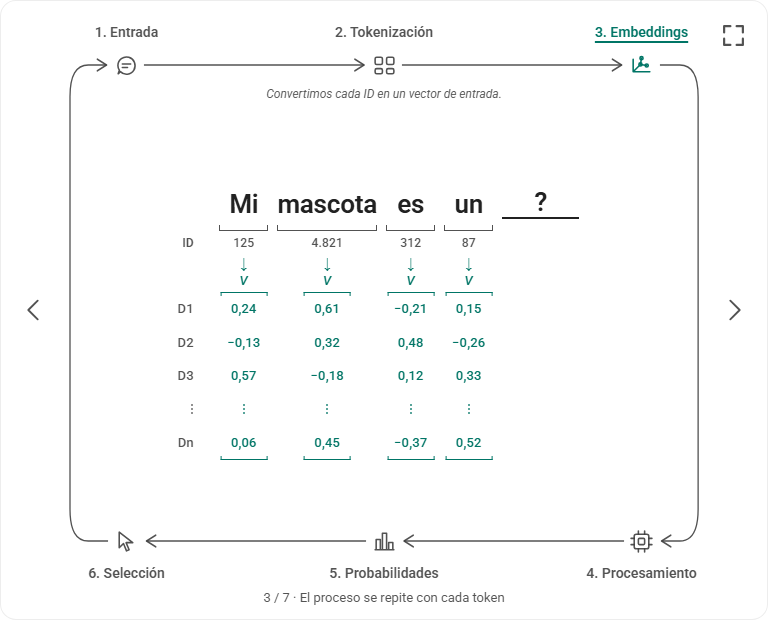 1. Entrada 2. Tokenización 3. Embeddings
Convertimos cada ID en un vector de entrada.
Mi mascota es un ?
ID 125 4.821 312 87
↓ ↓ ↓ ↓
V V V V
D1 0,24 0,61 −0,21 0,15
D2 −0,13 0,32 0,48 −0,26
D3 0,57 −0,18 0,12 0,33
⋮ ⋮ ⋮ ⋮ ⋮
Dn 0,06 0,45 −0,37 0,52
6. Selección 5. Probabilidades 4. Procesamiento
3 / 7 · El proceso se repite con cada token